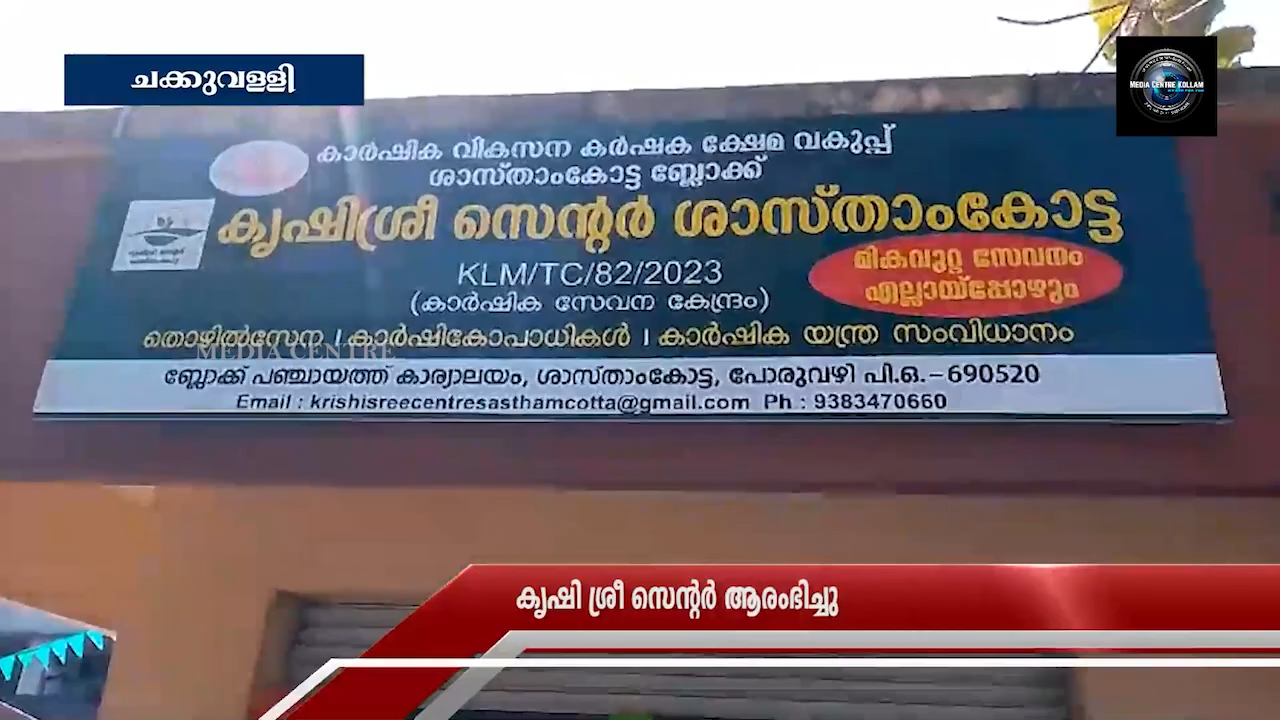 ചക്കുവള്ളി
MEDIA CENTRE KOLLAM
കാർഷിക വികസന കർഷക ക്ഷേമ വകുപ്പ്
ശാസ്താംകോട്ട ബ്ലോക്ക്
കൃഷിശ്രീ സെന്റർ ശാസ്താംകോട്ട
KLM/TC/82/2023
(കാർഷിക സേവന കേന്ദ്രം)
മികവുറ്റ സേവനം
എല്ലായ്പ്പോഴും
തൊഴിൽസേന | കാർഷികോപാധികൾ | കാർഷിക യന്ത്ര സംവിധാനം
MEDIA CENTRE
ബ്ലോക്ക് പഞ്ചായത്ത് കാര്യാലയം, ശാസ്താംകോട്ട, പോരുവഴി പി.ഒ.-690520
Email : krishisreecentresasthamcotta@gmail.com Ph : 9383470660
കൃഷി ശ്രീ സെന്റർ ആരംഭിച്ചു